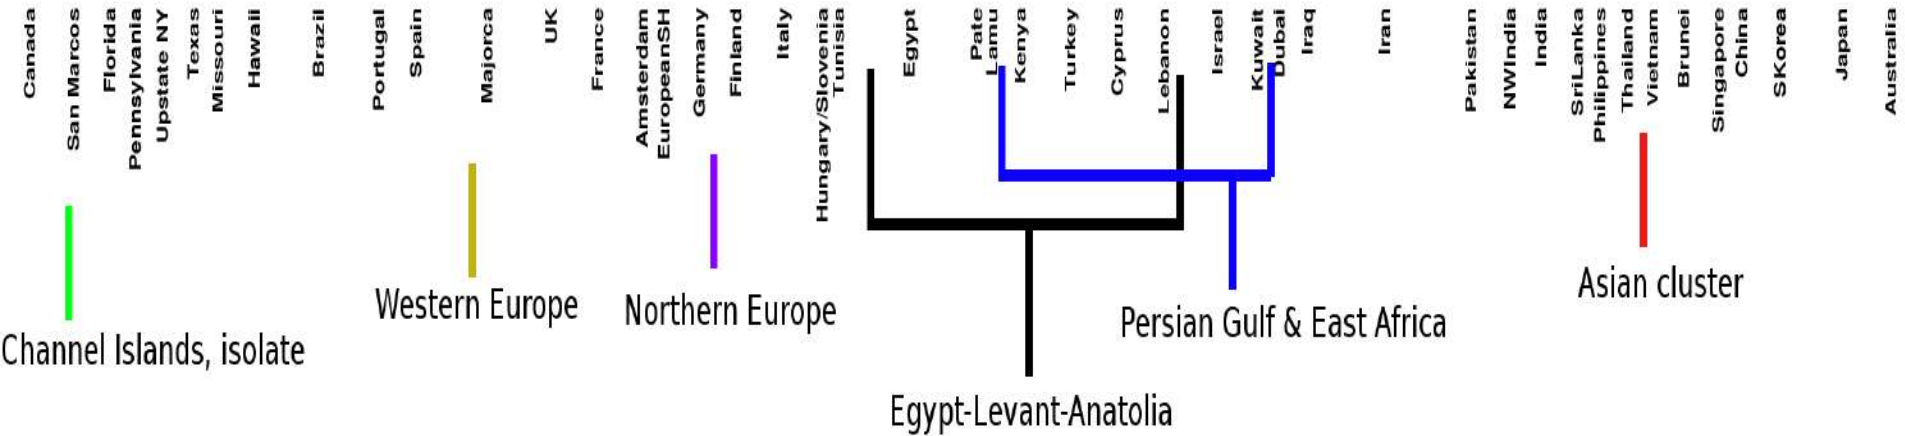 Canada
San Marcos
Florida
Pennsylvania
Upstate NY
Texas
Missouri
Hawaii
Brazil
Portugal
Spain
Majorca
UK
France
Amsterdam
EuropeanSH
Germany
Finland
Italy
Hungary/Slovenia
Tunisia
Egypt
Pate
Lamu
Kenya
Turkey
Cyprus
Lebanon
Israel
Kuwait
Dubai
Iraq
Iran
Pakistan
NWIndia
India
SriLanka
Philippines
Thailand
Vietnam
Brunei
Singapore
China
SKorea
Japan
Australia
Channel Islands, isolate
Western Europe
Northern Europe
Egypt-Levant-Anatolia
Persian Gulf & East Africa
Asian cluster